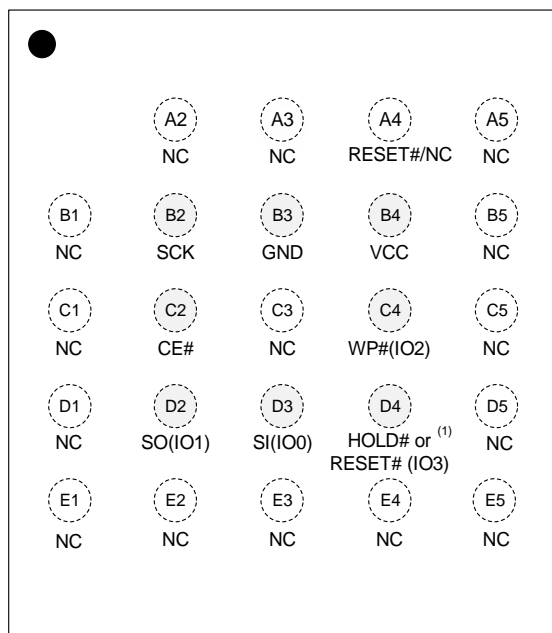 A2 A3 A4 A5
NC NC RESET#/NC NC
B1 B2 B3 B4 B5
NC SCK GND VCC NC
C1 C2 C3 C4 C5
NC CE# NC WP#(IO2) NC
D1 D2 D3 D4 D5
NC SO(IO1) SI(IO0) HOLD# or (1) NC
RESET# (IO3)
E1 E2 E3 E4 E5
NC NC NC NC NC